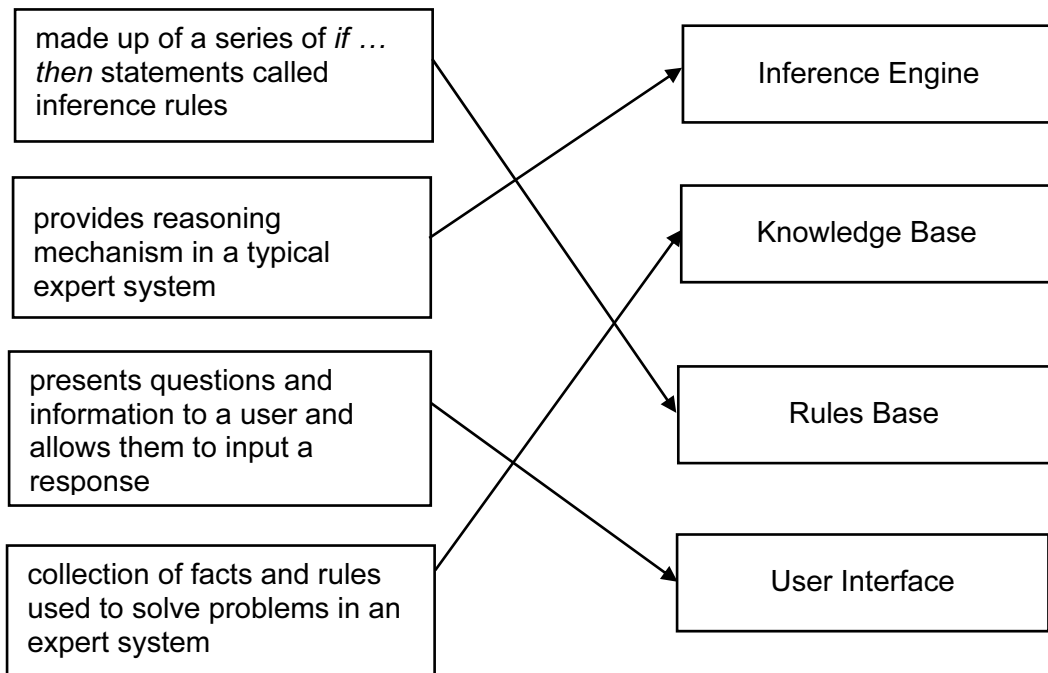 made up of a series of if …
then statements called
inference rules
provides reasoning
mechanism in a typical
expert system
presents questions and
information to a user and
allows them to input a
response
collection of facts and rules
used to solve problems in an
expert system
Inference Engine
Knowledge Base
Rules Base
User Interface